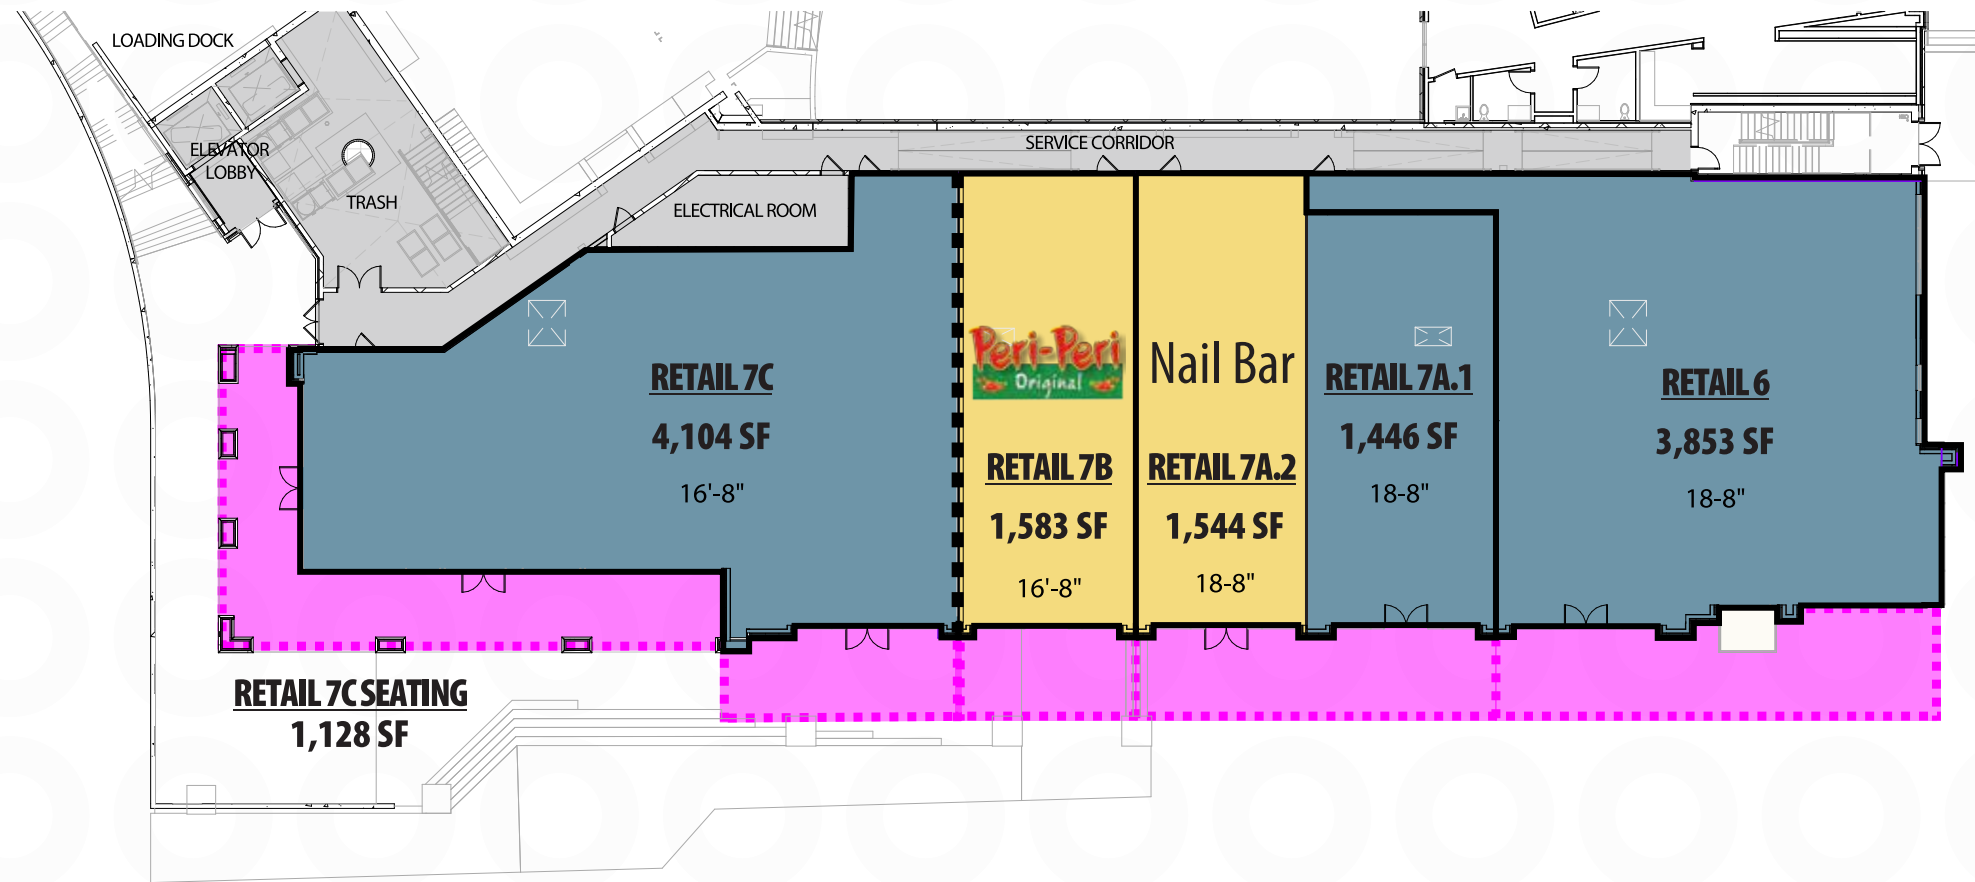 LOADING DOCK
ELEVATOR
LOBBY
TRASH
SERVICE CORRIDOR
ELECTRICAL ROOM
RETAIL 7C
4,104 SF
16'-8"
Peri-Peri
Original
RETAIL 7B
1,583 SF
16'-8"
Nail Bar
RETAIL 7A.2
1,544 SF
18-8"
RETAIL 7A.1
1,446 SF
18-8"
RETAIL 6
3,853 SF
18-8"
RETAIL 7C SEATING
1,128 SF